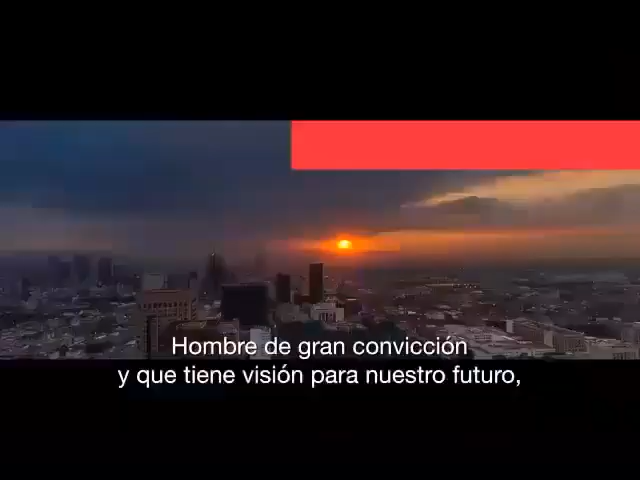 Hombre de gran convicción
y que tiene visión para nuestro futuro,